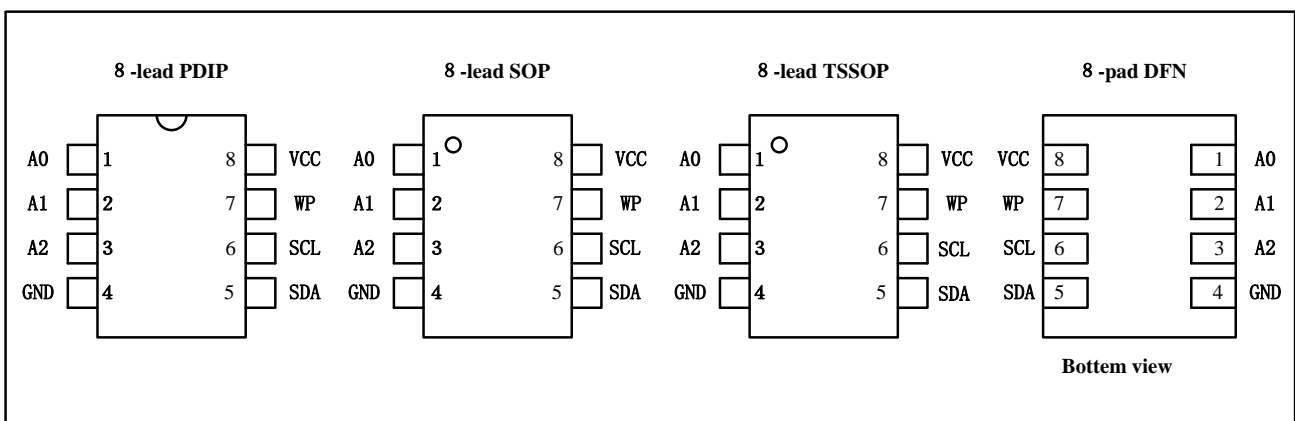 8 -lead PDIP 8 -lead SOP 8 -lead TSSOP 8 -pad DFN
A0 1 8 VCC A0 1 8 VCC A0 1 8 VCC VCC 8 1 A0
A1 2 7 WP A1 2 7 WP A1 2 7 WP WP 7 2 A1
A2 3 6 SCL A2 3 6 SCL A2 3 6 SCL SCL 6 3 A2
GND 4 5 SDA GND 4 5 SDA GND 4 5 SDA SDA 5 4 GND
Bottem view